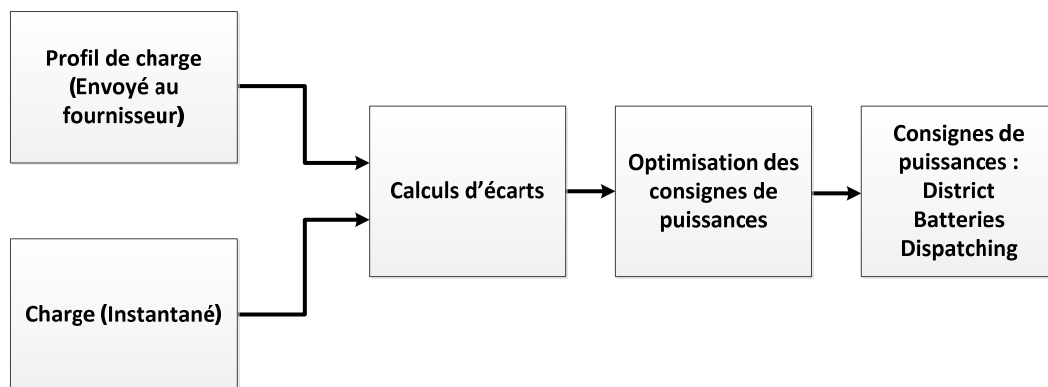 Profil de charge
(Envoyé au
fournisseur)
Charge (Instantané)
Calculs d'écarts
Optimisation des
consignes de
puissances
Consignes de
puissances :
District
Batteries
Dispatching